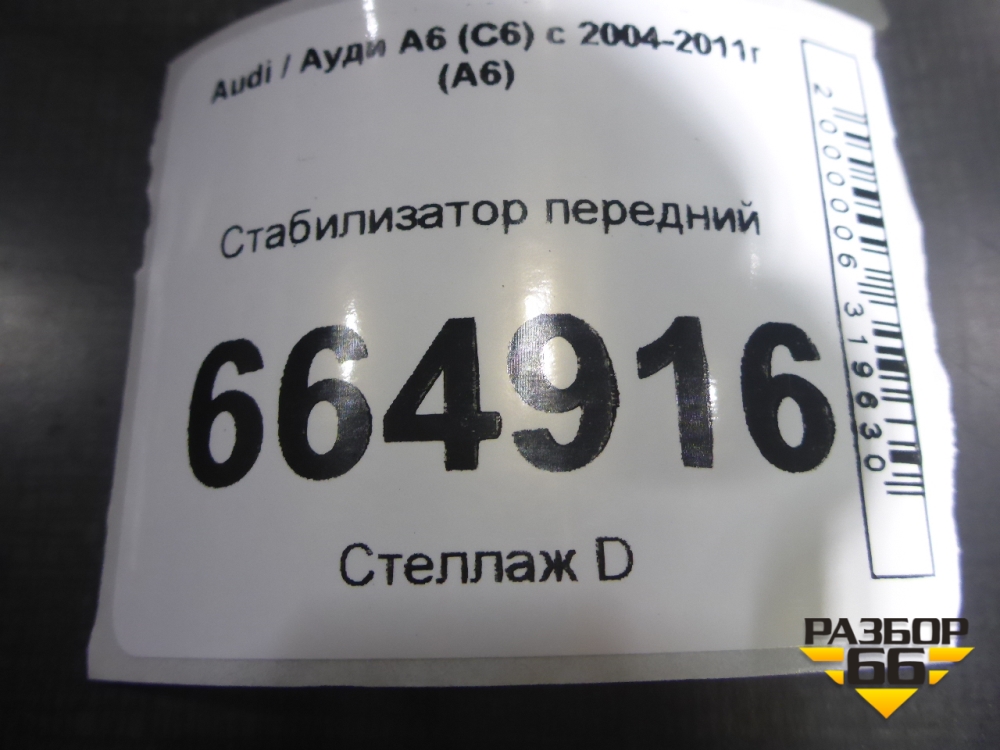 Audi / Ауди А6 (С6) с 2004-2011г
(А6)
Стабилизатор передний
664916
Стеллаж D
2000006319630
РАЗБОР
66